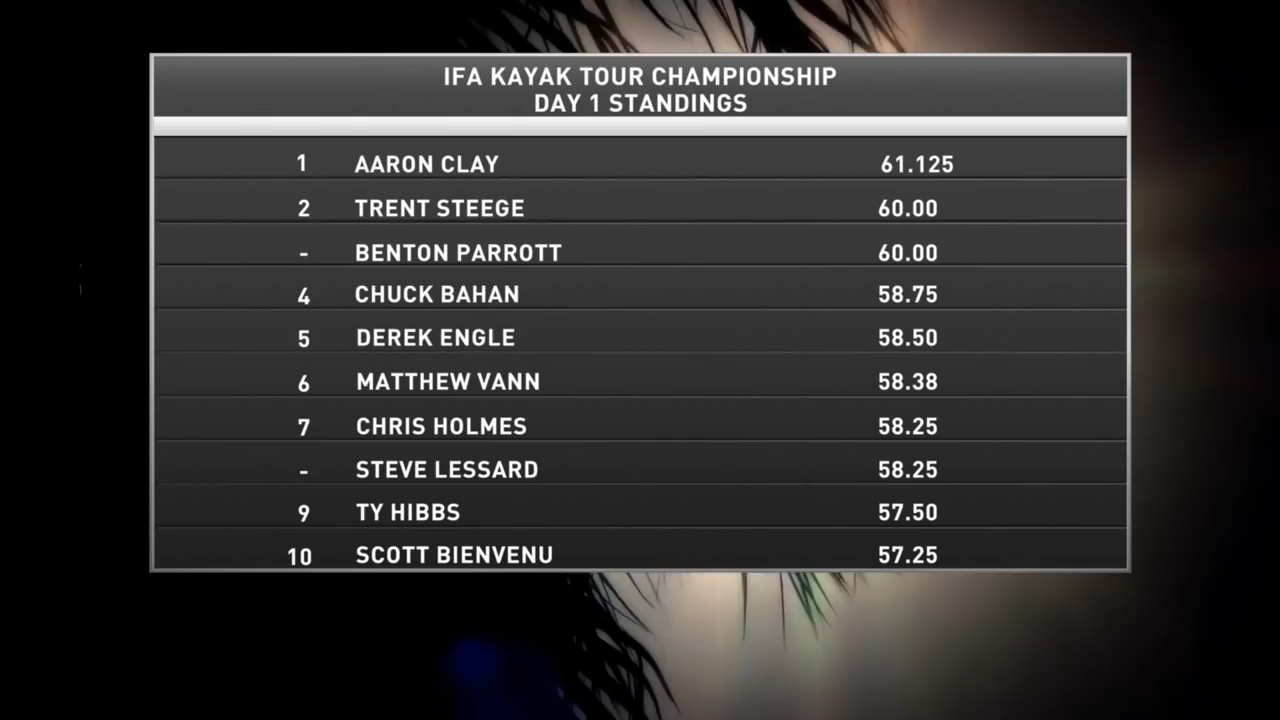 IFA KAYAK TOUR CHAMPIONSHIP
DAY 1 STANDINGS
1 AARON CLAY 61.125
2 TRENT STEEGE 60.00
- BENTON PARROTT 60.00
4 CHUCK BAHAN 58.75
5 DEREK ENGLE 58.50
6 MATTHEW VANN 58.38
7 CHRIS HOLMES 58.25
- STEVE LESSARD 58.25
9 TY HIBBS 57.50
10 SCOTT BIENVENU 57.25